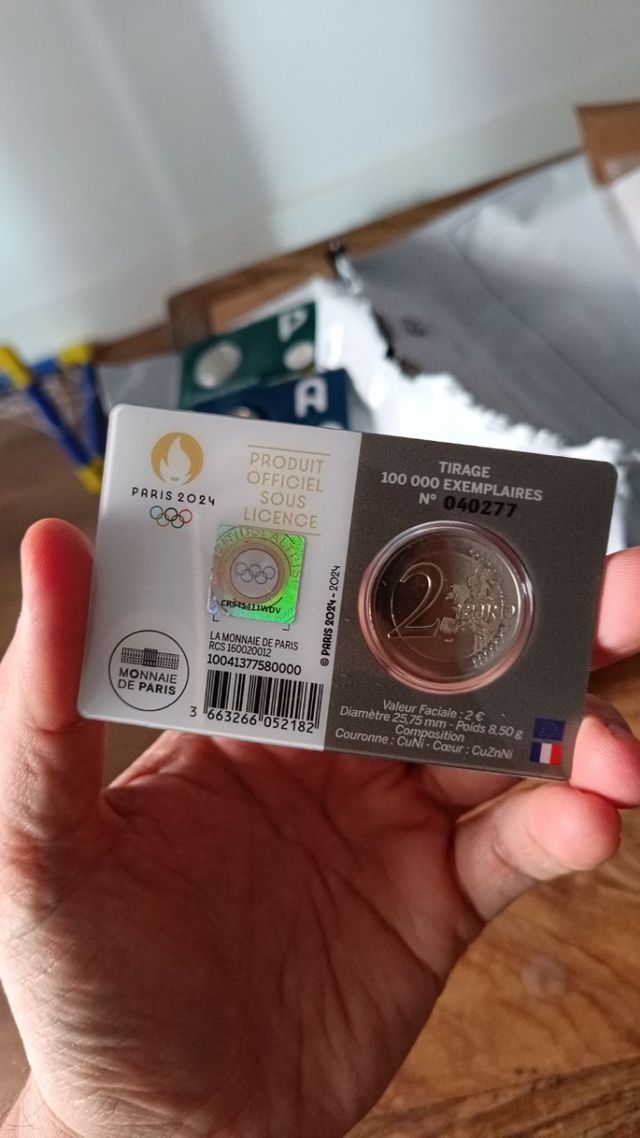 P
A
PARIS 2024
PRODUIT
OFFICIEL
SOUS
LICENCE
CR545411WDV
LA MONNAIE DE PARIS
RCS 160020012
10041377580000
3 663266 052182
MONNAIE
DE PARIS
© PARIS 2024 - 2024
TIRAGE
100 000 EXEMPLAIRES
N° 040277
2 EURO
Valeur Faciale : 2 €
Diamètre 25,75 mm - Poids 8,50 g
Composition
Couronne : CuNi - Cœur : CuZnNi